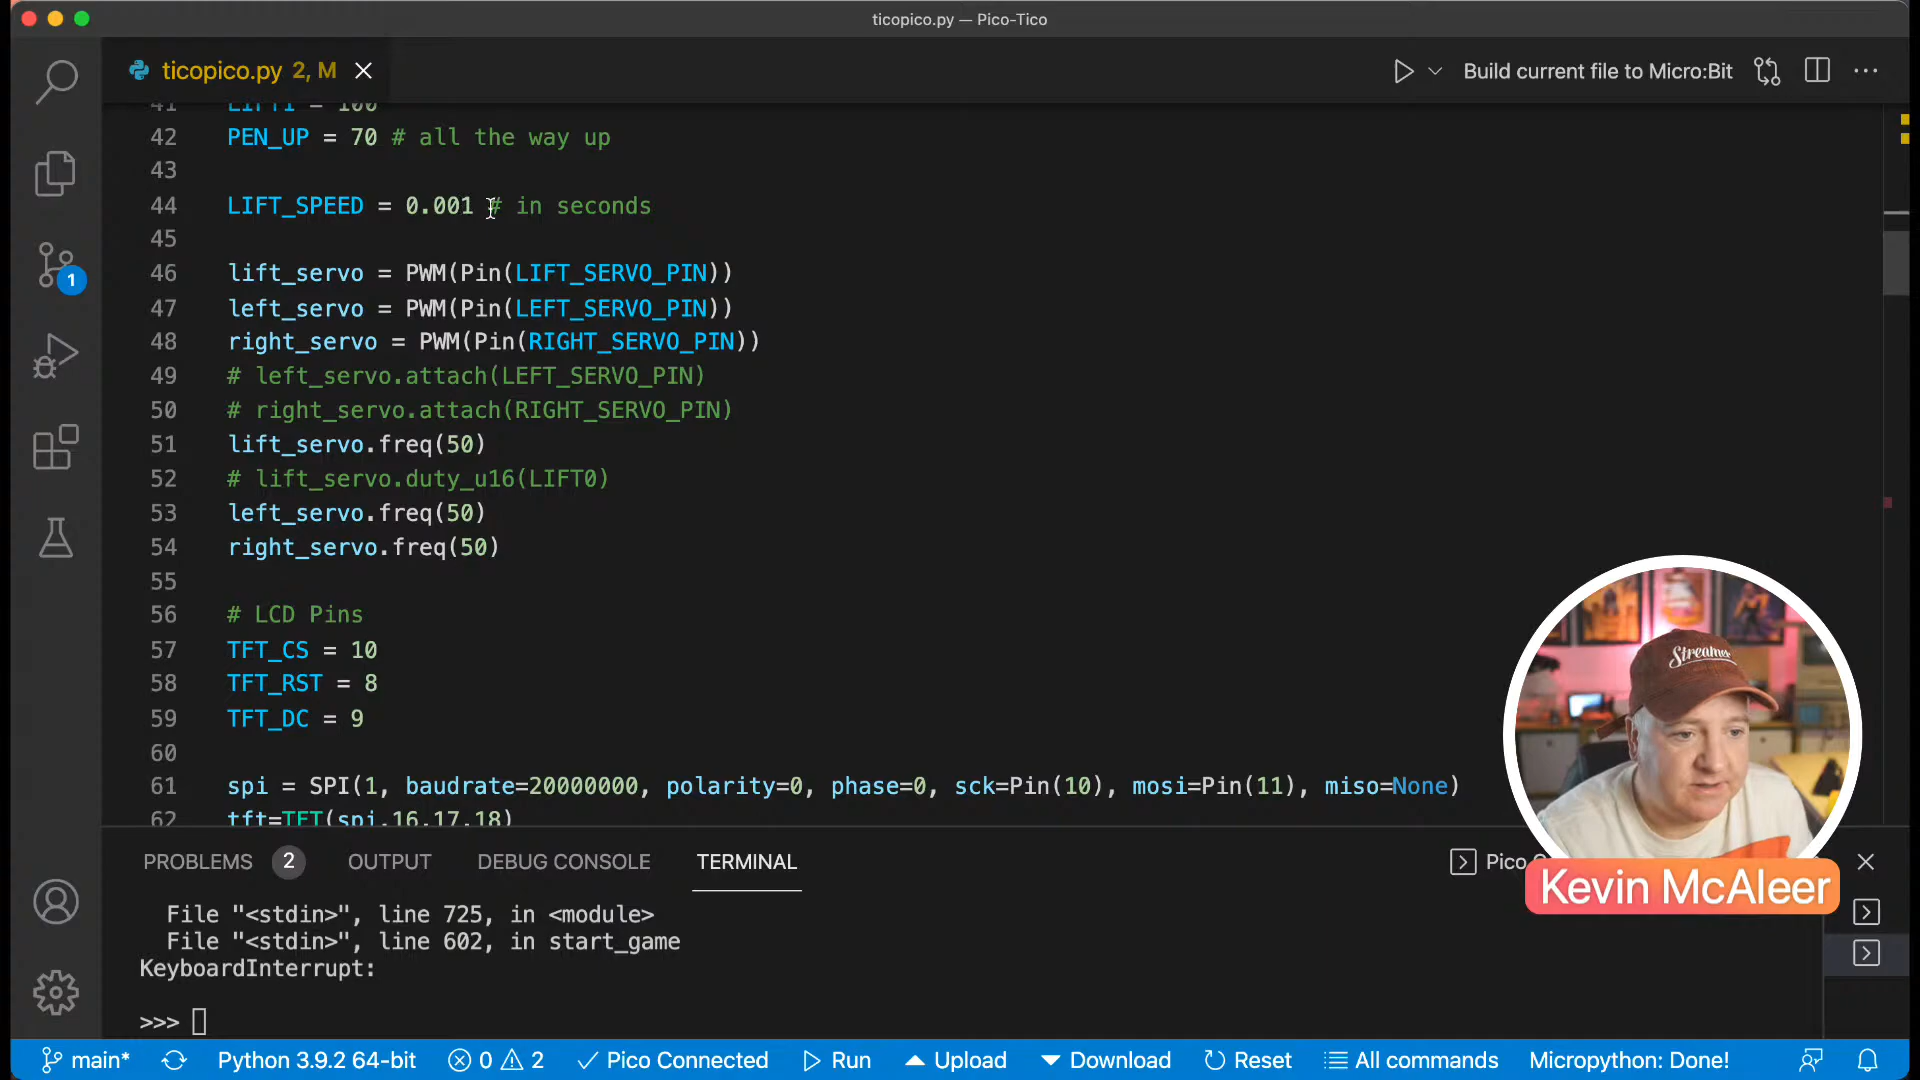 ticopico.py — Pico-Tico
ticopico.py 2, M
Build current file to Micro:Bit
41 LIFT1 = 100
42 PEN_UP = 70 # all the way up
43
44 LIFT_SPEED = 0.001 # in seconds
45
46 lift_servo = PWM(Pin(LIFT_SERVO_PIN))
47 left_servo = PWM(Pin(LEFT_SERVO_PIN))
48 right_servo = PWM(Pin(RIGHT_SERVO_PIN))
49 # left_servo.attach(LEFT_SERVO_PIN)
50 # right_servo.attach(RIGHT_SERVO_PIN)
51 lift_servo.freq(50)
52 # lift_servo.duty_u16(LIFT0)
53 left_servo.freq(50)
54 right_servo.freq(50)
55
56 # LCD Pins
57 TFT_CS = 10
58 TFT_RST = 8
59 TFT_DC = 9
60
61 spi = SPI(1, baudrate=20000000, polarity=0, phase=0, sck=Pin(10), mosi=Pin(11), miso=None)
62 tft=TFT(spi,16,17,18)
1
Streamer
PROBLEMS 2 OUTPUT DEBUG CONSOLE TERMINAL
Pico
Kevin McAleer
File "<stdin>", line 725, in <module>
File "<stdin>", line 602, in start_game
KeyboardInterrupt:
>>>
main* Python 3.9.2 64-bit 0 2 Pico Connected Run Upload Download Reset All commands Micropython: Done!